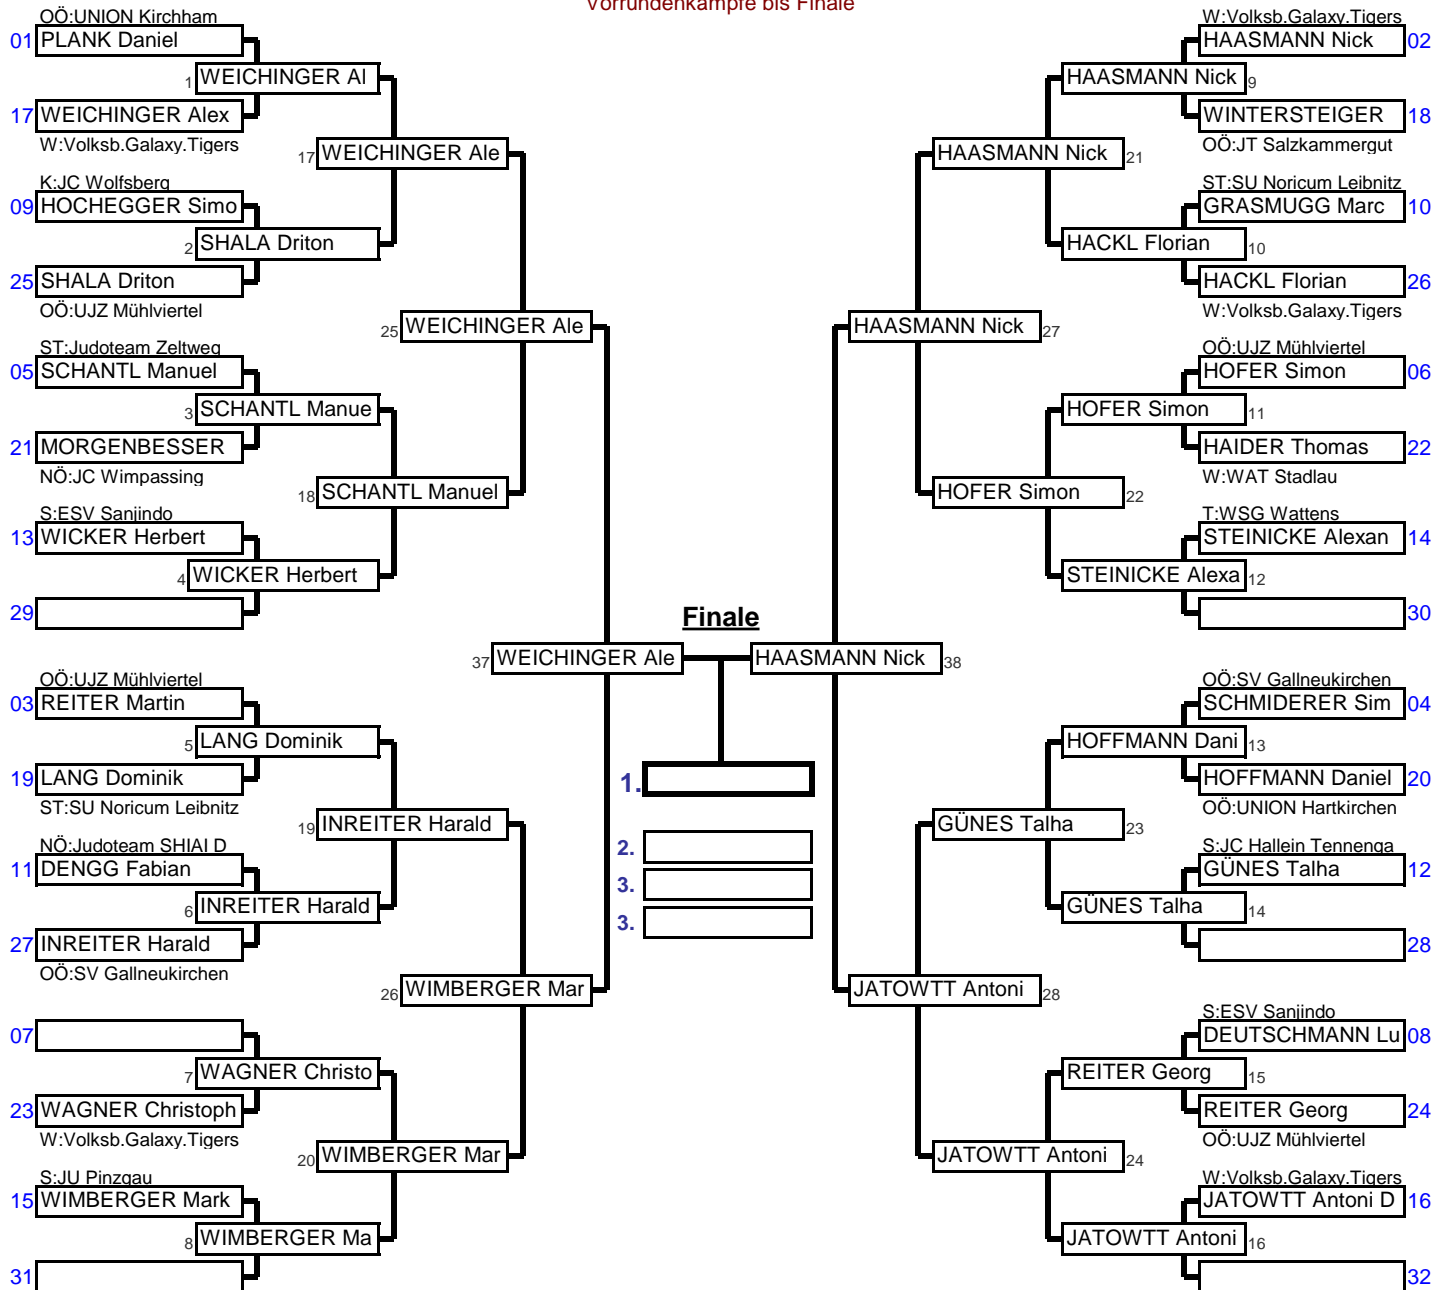 Vorrundenkämpfe bis Finale
OÖ:UNION Kirchham
01 PLANK Daniel
1 WEICHINGER Al
17 WEICHINGER Alex
W:Volksb.Galaxy.Tigers
17 WEICHINGER Ale
K:JC Wolfsberg
09 HOCHEGGER Simo
2 SHALA Driton
25 SHALA Driton
OÖ:UJZ Mühlviertel
25 WEICHINGER Ale
ST:Judoteam Zeltweg
05 SCHANTL Manuel
3 SCHANTL Manue
21 MORGENBESSER
NÖ:JC Wimpassing
18 SCHANTL Manuel
S:ESV Sanjindo
13 WICKER Herbert
4 WICKER Herbert
29
37 WEICHINGER Ale
OÖ:UJZ Mühlviertel
03 REITER Martin
5 LANG Dominik
19 LANG Dominik
ST:SU Noricum Leibnitz
19 INREITER Harald
NÖ:Judoteam SHIAI D
11 DENGG Fabian
6 INREITER Harald
27 INREITER Harald
OÖ:SV Gallneukirchen
26 WIMBERGER Mar
07
7 WAGNER Christo
23 WAGNER Christoph
W:Volksb.Galaxy.Tigers
20 WIMBERGER Mar
S:JU Pinzgau
15 WIMBERGER Mark
8 WIMBERGER Ma
31
Finale
1.
2.
3.
3.
W:Volksb.Galaxy.Tigers
HAASMANN Nick 02
HAASMANN Nick 9
WINTERSTEIGER 18
OÖ:JT Salzkammergut
HAASMANN Nick 21
ST:SU Noricum Leibnitz
GRASMUGG Marc 10
HACKL Florian 10
HACKL Florian 26
W:Volksb.Galaxy.Tigers
HAASMANN Nick 27
OÖ:UJZ Mühlviertel
HOFER Simon 06
HOFER Simon 11
HAIDER Thomas 22
W:WAT Stadlau
HOFER Simon 22
T:WSG Wattens
STEINICKE Alexan 14
STEINICKE Alexa 12
30
HAASMANN Nick 38
OÖ:SV Gallneukirchen
SCHMIDERER Sim 04
HOFFMANN Dani 13
HOFFMANN Daniel 20
OÖ:UNION Hartkirchen
GÜNES Talha 23
S:JC Hallein Tennenga
GÜNES Talha 12
GÜNES Talha 14
28
JATOWTT Antoni 28
S:ESV Sanjindo
DEUTSCHMANN Lu 08
REITER Georg 15
REITER Georg 24
OÖ:UJZ Mühlviertel
JATOWTT Antoni 24
W:Volksb.Galaxy.Tigers
JATOWTT Antoni D 16
JATOWTT Antoni 16
32